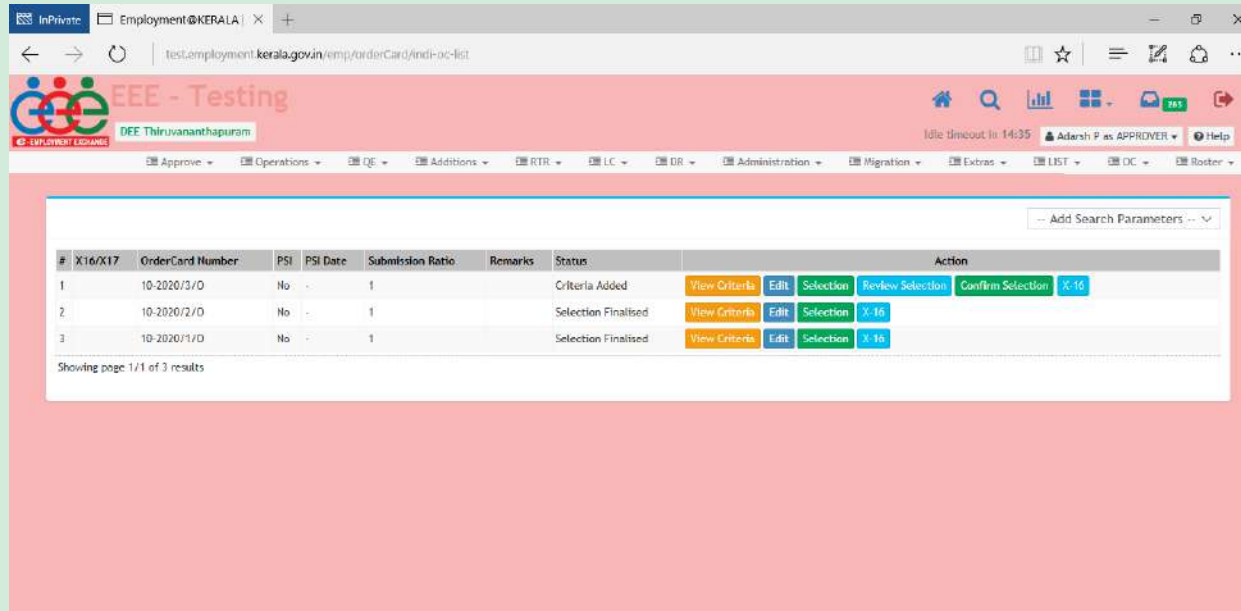 InPrivate Employment@KERALA|
test.employment.kerala.gov.in/emp/orderCard/indi-oc-list
EEE - Testing
265
e-EMPLOYMENT EXCHANGE
DEE Thiruvananthapuram
Idle timeout in 14:35 Adarsh P as APPROVER Help
Approve Operations QE Additions RTR LC DR Administration Migration Extras LIST OC Roster
-- Add Search Parameters --
# X16/X17 OrderCard Number PSI PSI Date Submission Ratio Remarks Status Action
1 10-2020/3/O No - 1 Criteria Added View Criteria Edit Selection Review Selection Confirm Selection X-16
2 10-2020/2/O No - 1 Selection Finalised View Criteria Edit Selection X-16
3 10-2020/1/O No - 1 Selection Finalised View Criteria Edit Selection X-16
Showing page 1/1 of 3 results